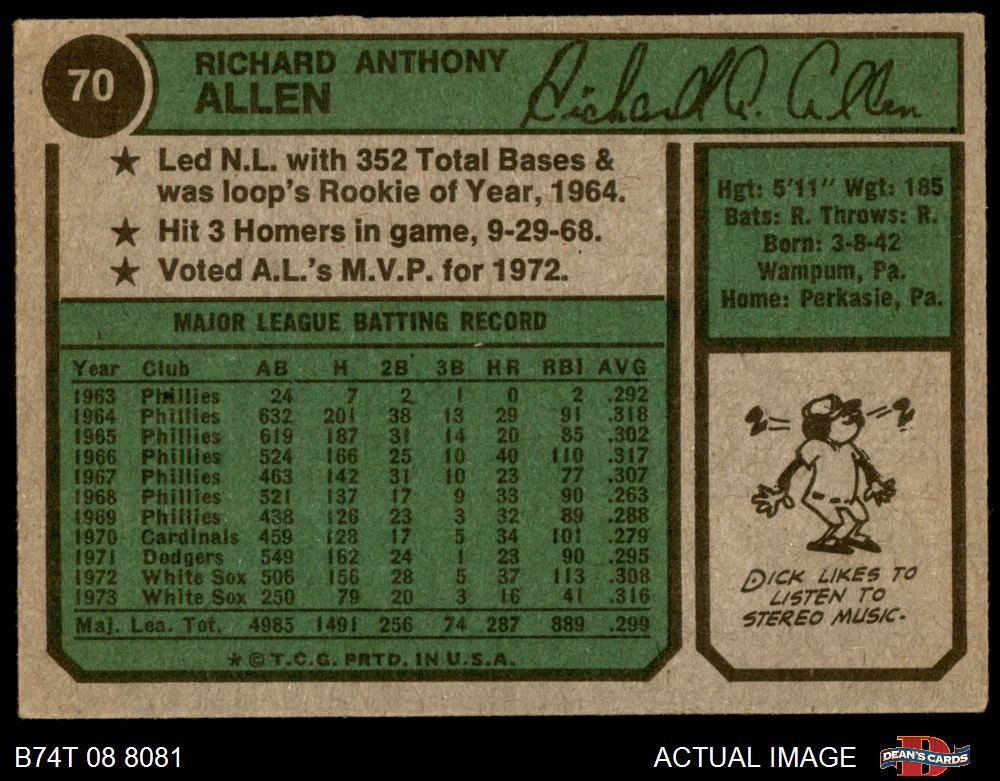 70
RICHARD ANTHONY
ALLEN
Richard A. Allen
★ Led N.L. with 352 Total Bases &
was loop's Rookie of Year, 1964.
★ Hit 3 Homers in game, 9-29-68.
★ Voted A.L.'s M.V.P. for 1972.
Hgt: 5'11" Wgt: 185
Bats: R. Throws: R.
Born: 3-8-42
Wampum, Pa.
Home: Perkasie, Pa.
MAJOR LEAGUE BATTING RECORD
Year Club AB H 2B 3B HR RBI AVG
1963 Phillies 24 7 2 1 0 2 .292
1964 Phillies 632 201 38 13 29 91 .318
1965 Phillies 619 187 31 14 20 85 .302
1966 Phillies 524 166 25 10 40 110 .317
1967 Phillies 463 142 31 10 23 77 .307
1968 Phillies 521 137 17 9 33 90 .263
1969 Phillies 438 126 23 3 32 89 .288
1970 Cardinals 459 128 17 5 34 101 .279
1971 Dodgers 549 162 24 1 23 90 .295
1972 White Sox 506 156 28 5 37 113 .308
1973 White Sox 250 79 20 3 16 41 .316
Maj. Lea. Tot. 4985 1491 256 74 287 889 .299
* © T.C.G. PRTD. IN U.S.A.
DICK LIKES TO
LISTEN TO
STEREO MUSIC.
B74T 08 8081
ACTUAL IMAGE
DEAN'S CARDS